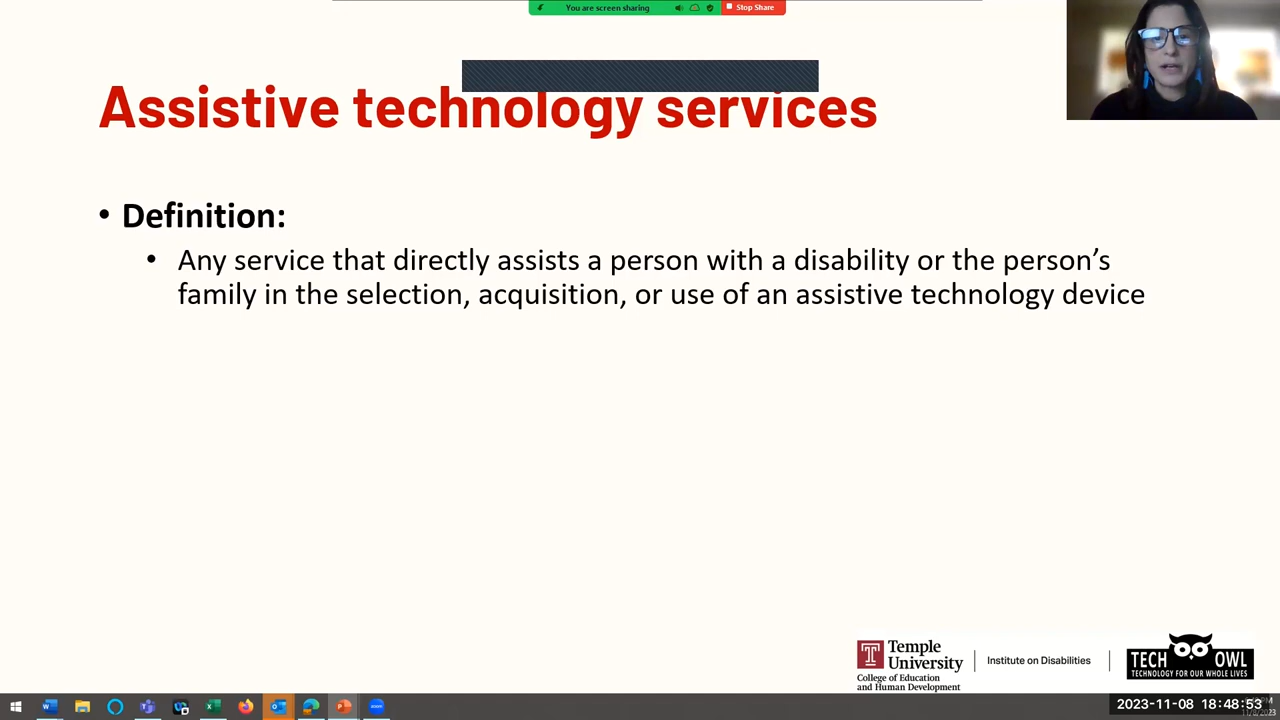 You are screen sharing
Stop Share
Assistive technology services
• Definition:
• Any service that directly assists a person with a disability or the person’s
family in the selection, acquisition, or use of an assistive technology device
Temple
University
College of Education
and Human Development
Institute on Disabilities
TECH OWL
TECHNOLOGY FOR OUR WHOLE LIVES
2023-11-08 18:48:53